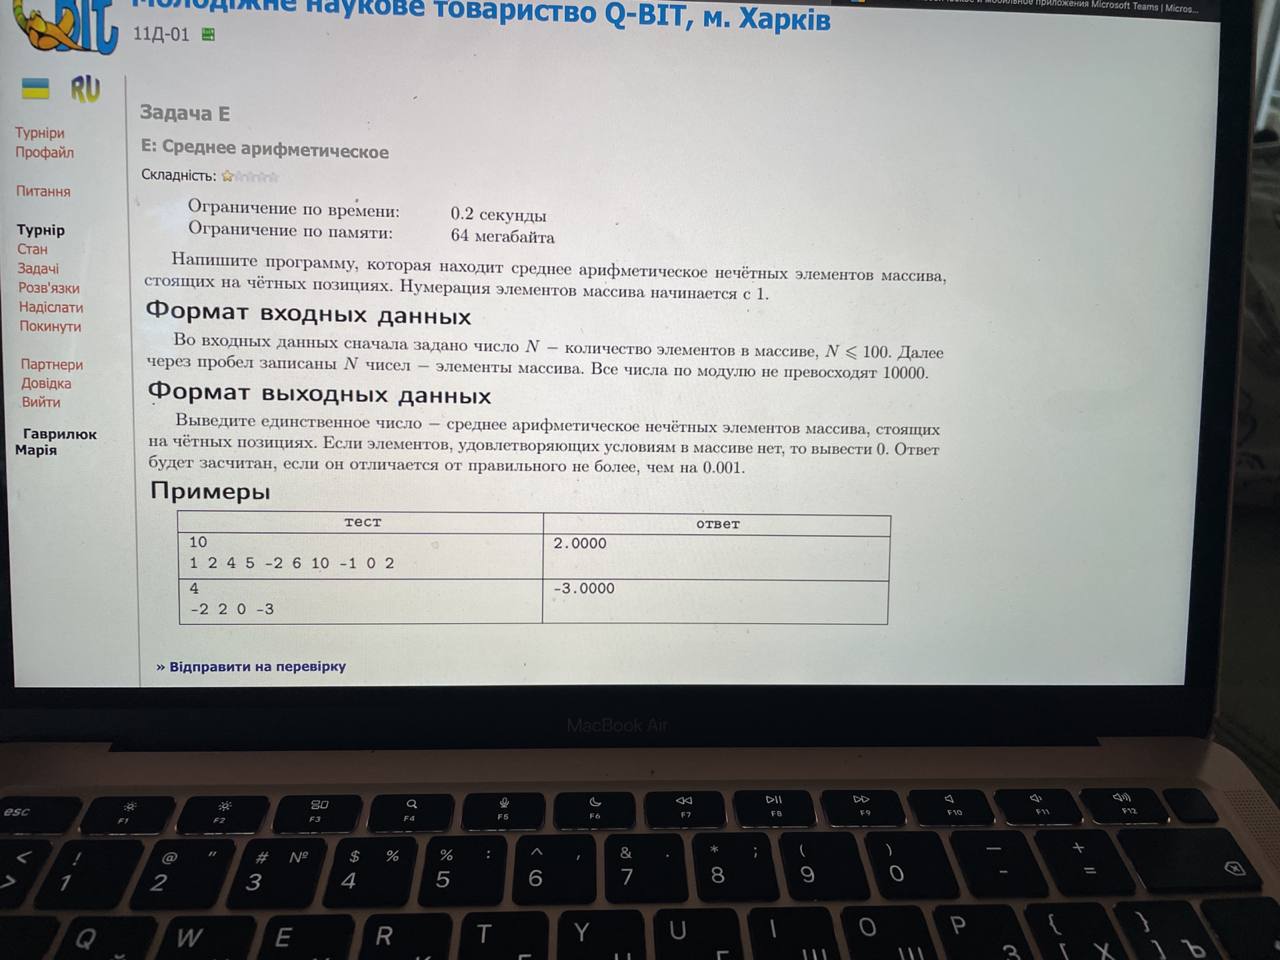 наукове товариство Q-BIT, м. Харків
мобильное приложения Microsoft Teams | Micros...
11Д-01
RU
Турніри
Профайл
Питання
Турнір
Стан
Задачі
Розв'язки
Надіслати
Покинути
Партнери
Довідка
Вийти
Гаврилюк
Марія
Задача E
E: Среднее арифметическое
Складність:
Ограничение по времени: 0.2 секунды
Ограничение по памяти: 64 мегабайта
Напишите программу, которая находит среднее арифметическое нечётных элементов массива,
стоящих на чётных позициях. Нумерация элементов массива начинается с 1.
Формат входных данных
Во входных данных сначала задано число N — количество элементов в массиве, N ⩽ 100. Далее
через пробел записаны N чисел — элементы массива. Все числа по модулю не превосходят 10000.
Формат выходных данных
Выведите единственное число — среднее арифметическое нечётных элементов массива, стоящих
на чётных позициях. Если элементов, удовлетворяющих условиям в массиве нет, то вывести 0. Ответ
будет засчитан, если он отличается от правильного не более, чем на 0.001.
Примеры
тест ответ
10 2.0000
1 2 4 5 -2 6 10 -1 0 2
4 -3.0000
-2 2 0 -3
» Відправити на перевірку
MacBook Air
esc F1 F2 F3 F4 F5 F6 F7 F8 F9 F10 F11 F12
< ! @ " # № $ % % : ^ , & . * ; ( ) — +
> 1 2 3 4 5 6 7 8 9 0 - =
Q W E R T Y U I O P { }
З [ Х ] Ъ